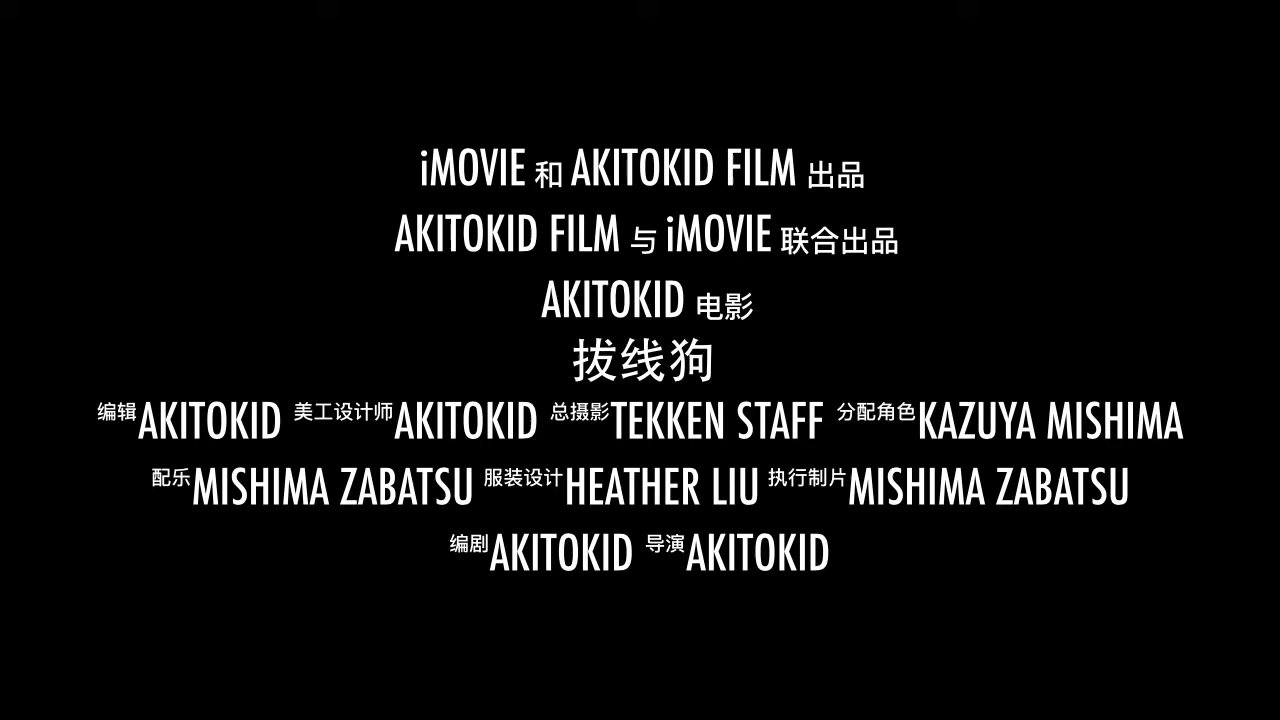 iMOVIE 和 AKITOKID FILM 出品
AKITOKID FILM 与 iMOVIE 联合出品
AKITOKID 电影
拔线狗
编辑AKITOKID 美工设计师AKITOKID 总摄影TEKKEN STAFF 分配角色KAZUYA MISHIMA
配乐MISHIMA ZABATSU 服装设计HEATHER LIU 执行制片MISHIMA ZABATSU
编剧AKITOKID 导演AKITOKID